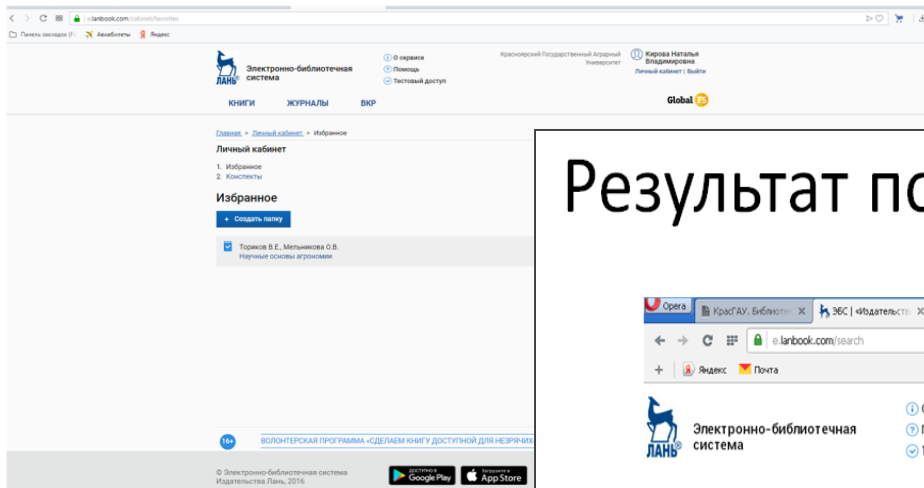 e.lanbook.com/cabinet/favorites
Авиабилеты
Яндекс
Электронно-библиотечная
система
ЛАНЬ®
О сервисе
Помощь
Тестовый доступ
Красноярский Государственный Аграрный
Университет
Кирова Наталья
Владимировна
Личный кабинет | Выйти
КНИГИ ЖУРНАЛЫ ВКР
Global
Главная > Личный кабинет > Избранное
Личный кабинет
1. Избранное
2. Конспекты
Избранное
+ Создать папку
Ториков В.Е., Мельникова О.В.
Научные основы агрономии
16+
ВОЛОНТЕРСКАЯ ПРОГРАММА «СДЕЛАЕМ КНИГУ ДОСТУПНОЙ ДЛЯ НЕЗРЯЧИХ
© Электронно-библиотечная система
Издательства Лань, 2016
ДОСТУПНО В
Google Play
Загрузите в
App Store
Результат по
Opera
КрасГАУ. Библиоте
ЭБС | «Издательств
e.lanbook.com/search
Яндекс
Почта
Электронно-библиотечная
система
ЛАНЬ®